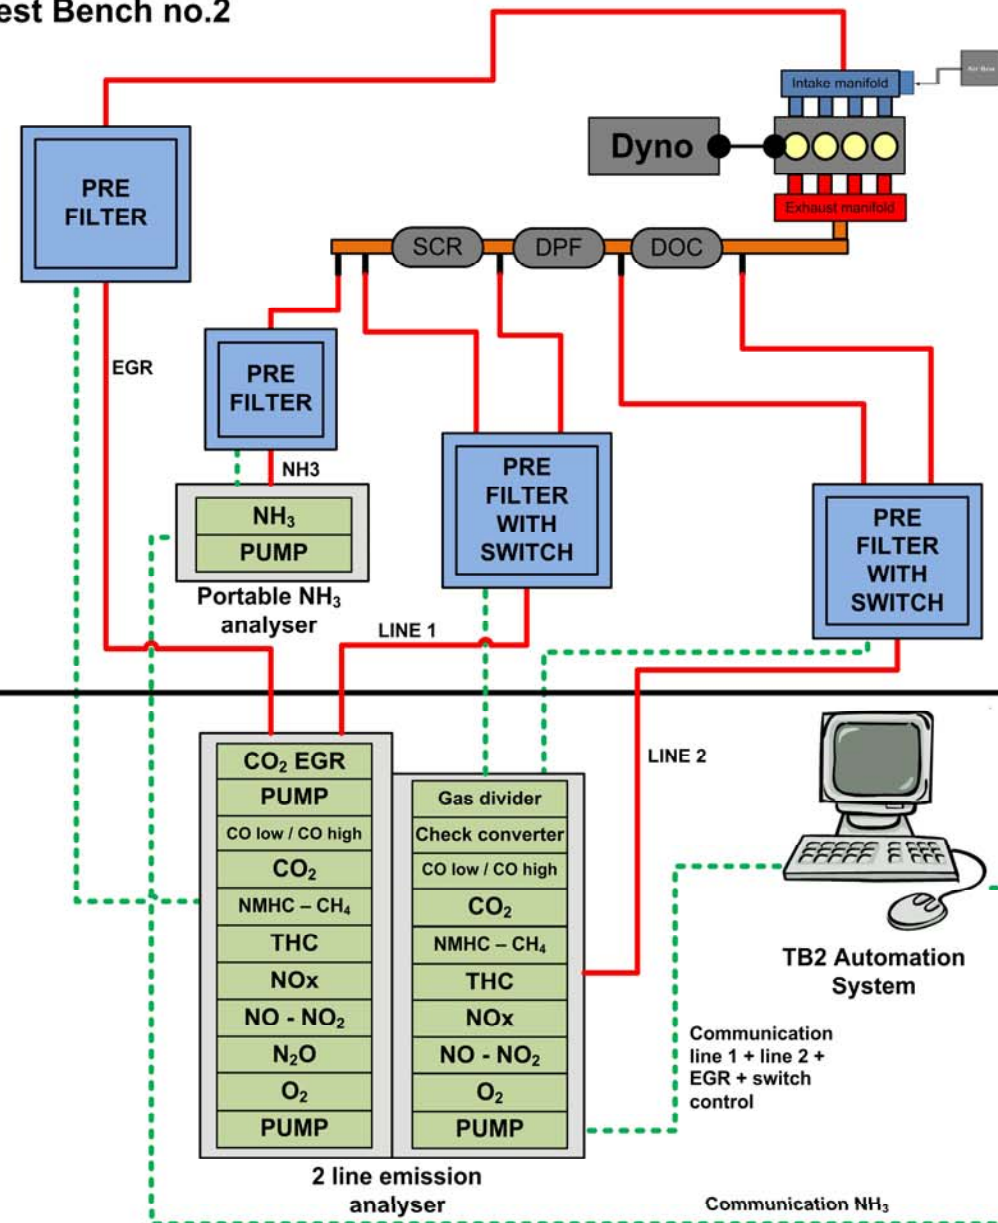 est Bench no.2
Intake manifold
Air Box
Dyno
PRE
FILTER
Exhaust manifold
SCR
DPF
DOC
EGR
PRE
FILTER
NH3
NH₃
PUMP
Portable NH₃
analyser
PRE
FILTER
WITH
SWITCH
PRE
FILTER
WITH
SWITCH
LINE 1
LINE 2
CO₂ EGR
PUMP
CO low / CO high
CO₂
NMHC – CH₄
THC
NOx
NO - NO₂
N₂O
O₂
PUMP
Gas divider
Check converter
CO low / CO high
CO₂
NMHC – CH₄
THC
NOx
NO - NO₂
O₂
PUMP
2 line emission
analyser
TB2 Automation
System
Communication
line 1 + line 2 +
EGR + switch
control
Communication NH₃